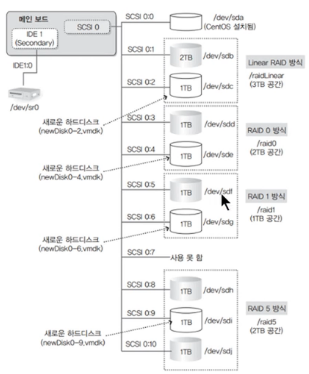 메인 보드
SCSI 0
IDE 1
(Secondary)
IDE1:0
/dev/sr0
SCSI 0:0
/dev/sda
(CentOS 설치됨)
SCSI 0:1
2TB
/dev/sdb
SCSI 0:2
1TB
/dev/sdc
Linear RAID 방식
/raidLinear
(3TB 공간)
새로운 하드디스크
(newDisk0-2.vmdk)
SCSI 0:3
1TB
/dev/sdd
SCSI 0:4
1TB
/dev/sde
RAID 0 방식
/raid0
(2TB 공간)
새로운 하드디스크
(newDisk0-4.vmdk)
SCSI 0:5
1TB
/dev/sdf
SCSI 0:6
1TB
/dev/sdg
RAID 1 방식
/raid1
(1TB 공간)
새로운 하드디스크
(newDisk0-6.vmdk)
SCSI 0:7
사용 못 함
SCSI 0:8
1TB
/dev/sdh
SCSI 0:9
1TB
/dev/sdi
SCSI 0:10
1TB
/dev/sdj
RAID 5 방식
/raid5
(2TB 공간)
새로운 하드디스크
(newDisk0-9.vmdk)